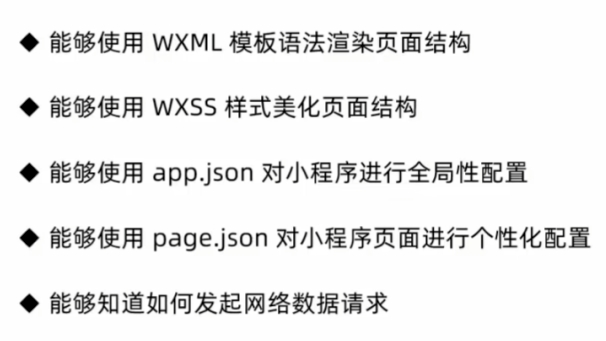 ◆ 能够使用 WXML 模板语法渲染页面结构
◆ 能够使用 WXSS 样式美化页面结构
◆ 能够使用 app.json 对小程序进行全局性配置
◆ 能够使用 page.json 对小程序页面进行个性化配置
◆ 能够知道如何发起网络数据请求